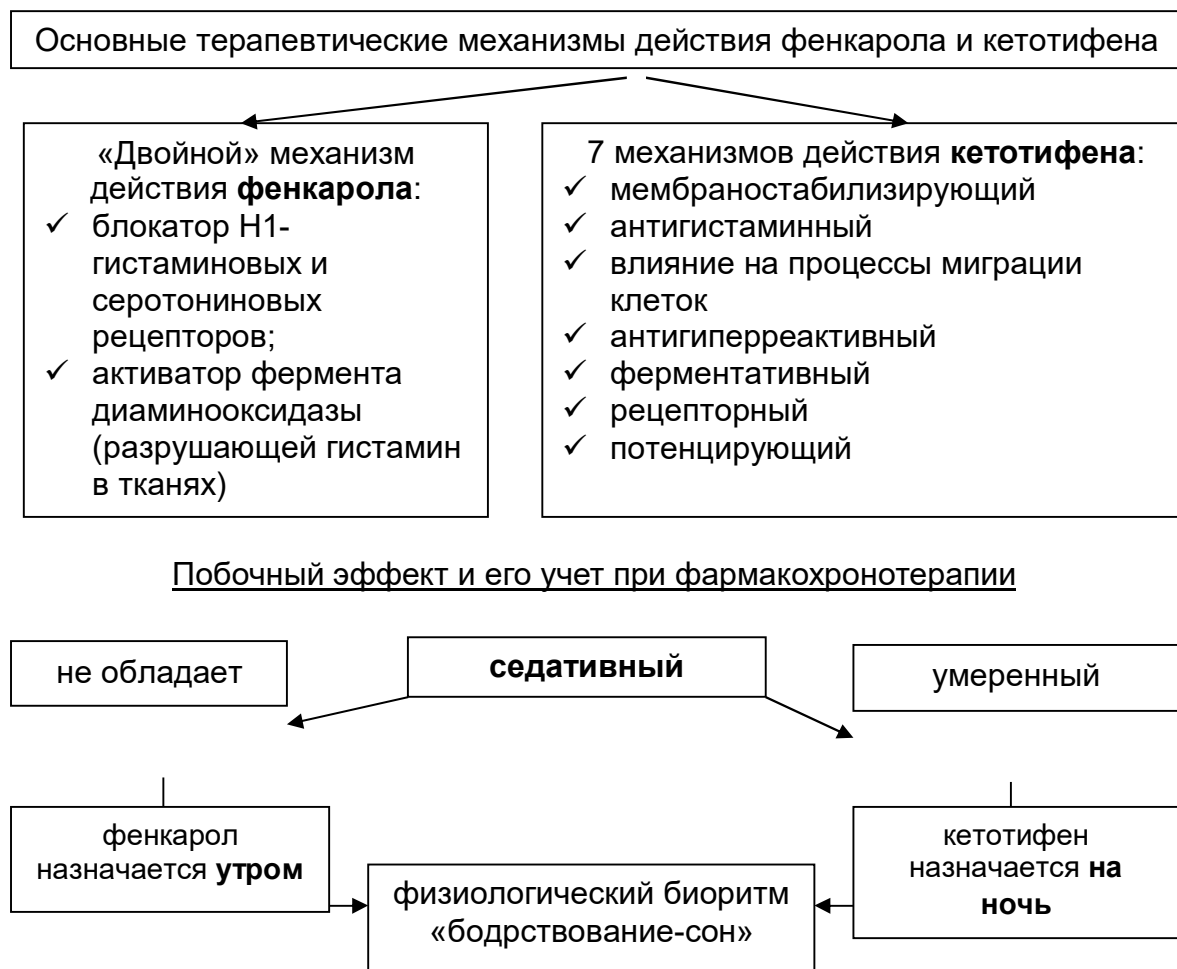 Основные терапевтические механизмы действия фенкарола и кетотифена
«Двойной» механизм
действия фенкарола:
✓ блокатор Н1-
гистаминовых и
серотониновых
рецепторов;
✓ активатор фермента
диаминооксидазы
(разрушающей гистамин
в тканях)
7 механизмов действия кетотифена:
✓ мембраностабилизирующий
✓ антигистаминный
✓ влияние на процессы миграции
клеток
✓ антигиперреактивный
✓ ферментативный
✓ рецепторный
✓ потенцирующий
Побочный эффект и его учет при фармакохронотерапии
не обладает
седативный
умеренный
фенкарол
назначается утром
кетотифен
назначается на
ночь
физиологический биоритм
«бодрствование-сон»